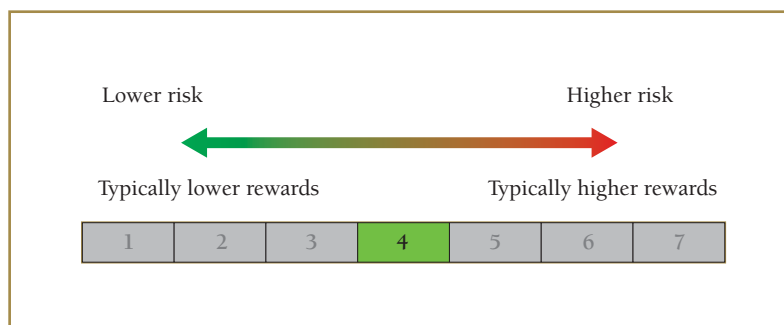 Lower risk Higher risk
Typically lower rewards Typically higher rewards
1 2 3 4 5 6 7